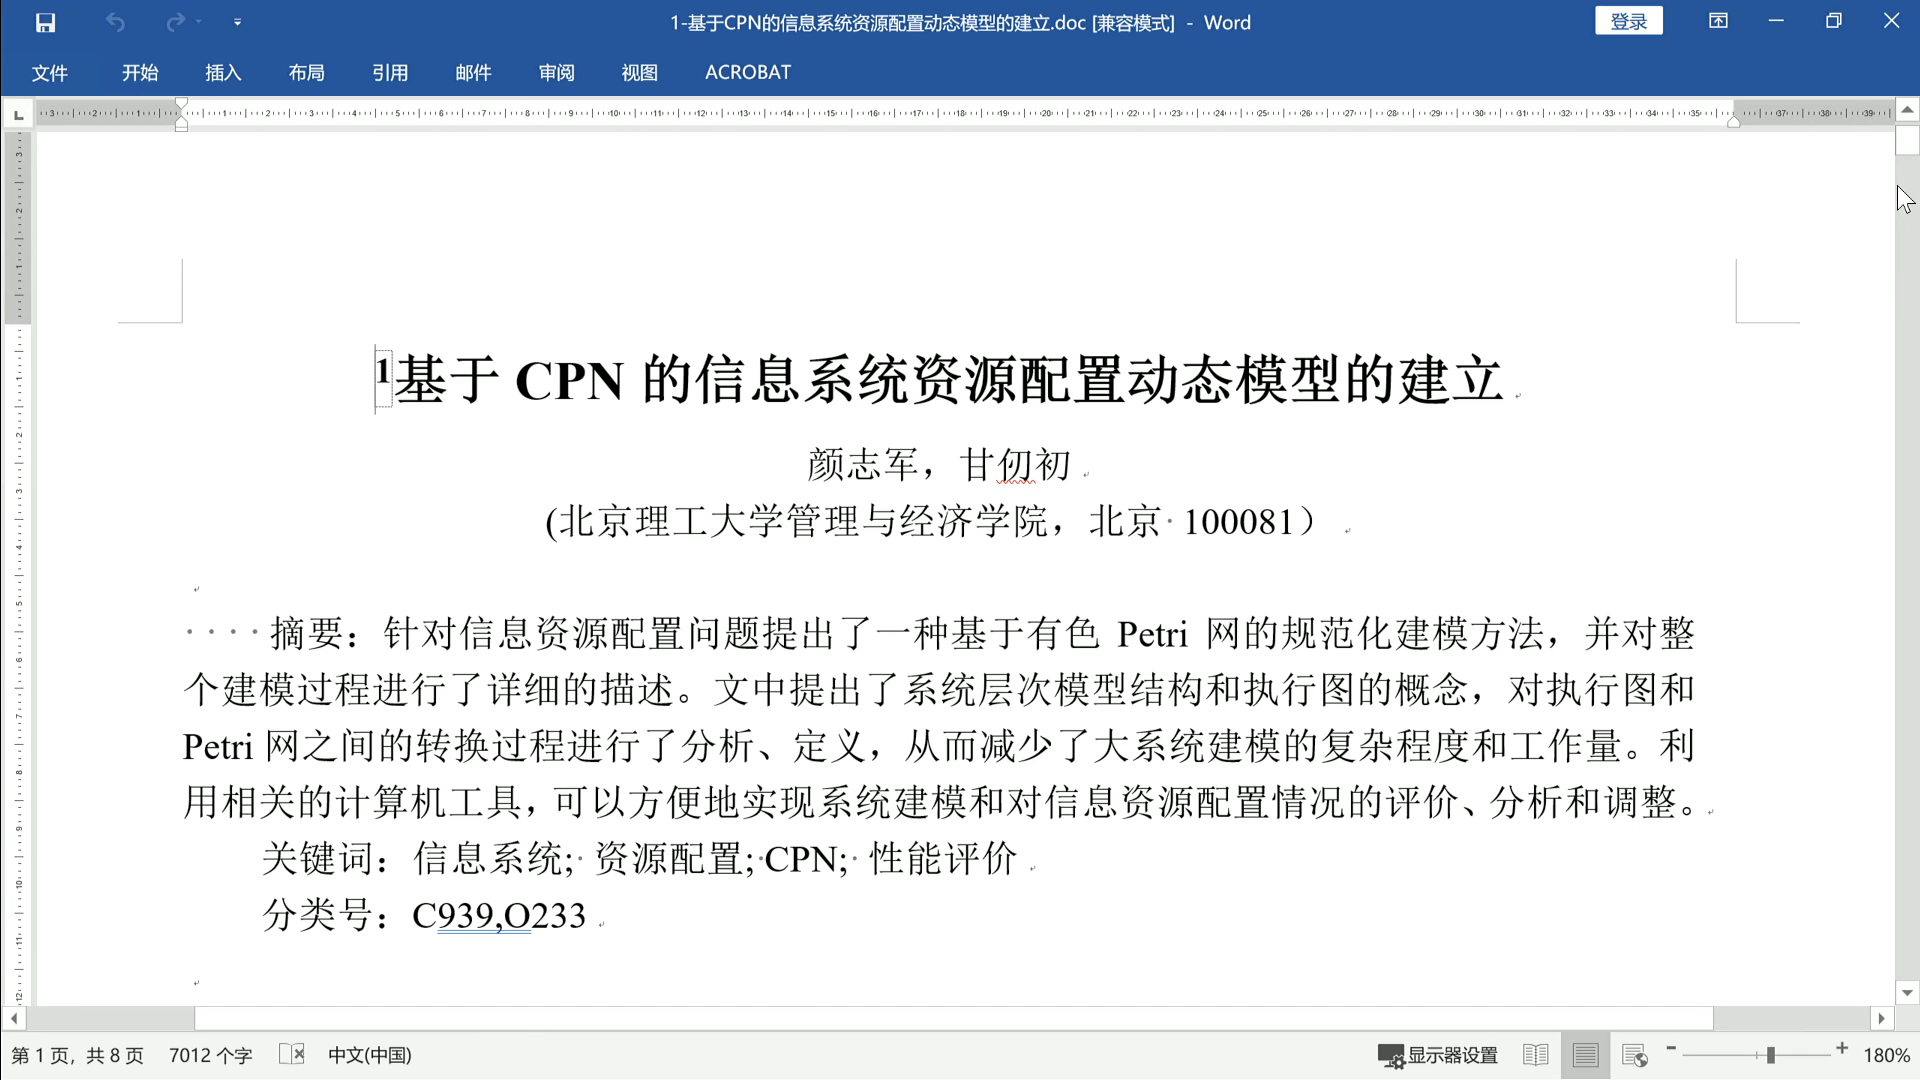 1-基于CPN的信息系统资源配置动态模型的建立.doc [兼容模式] - Word
登录
文件 开始 插入 布局 引用 邮件 审阅 视图 ACROBAT
1基于 CPN 的信息系统资源配置动态模型的建立
颜志军，甘仞初
(北京理工大学管理与经济学院，北京 100081）
摘要：针对信息资源配置问题提出了一种基于有色 Petri 网的规范化建模方法，并对整
个建模过程进行了详细的描述。文中提出了系统层次模型结构和执行图的概念，对执行图和
Petri 网之间的转换过程进行了分析、定义，从而减少了大系统建模的复杂程度和工作量。利
用相关的计算机工具，可以方便地实现系统建模和对信息资源配置情况的评价、分析和调整。
关键词：信息系统; 资源配置; CPN; 性能评价
分类号：C939,O233
第 1 页，共 8 页 7012 个字 中文(中国) 显示器设置 180%